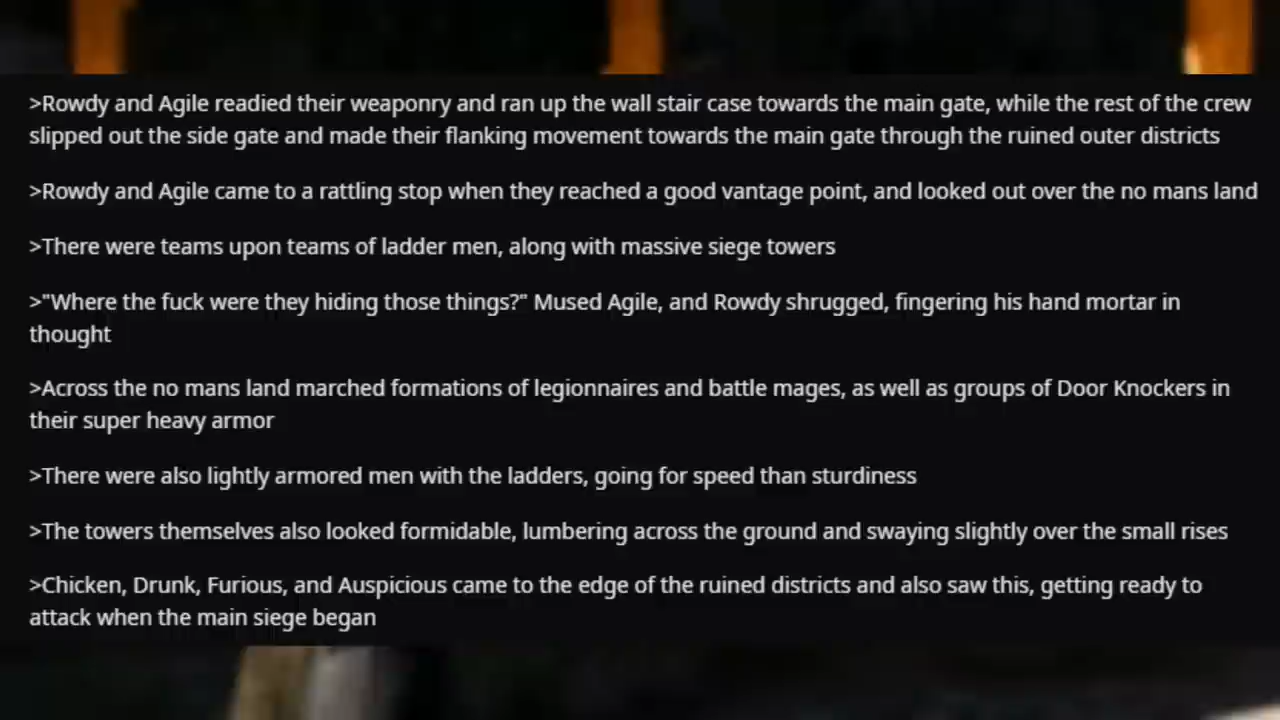 >Rowdy and Agile readied their weaponry and ran up the wall stair case towards the main gate, while the rest of the crew
slipped out the side gate and made their flanking movement towards the main gate through the ruined outer districts
>Rowdy and Agile came to a rattling stop when they reached a good vantage point, and looked out over the no mans land
>There were teams upon teams of ladder men, along with massive siege towers
>"Where the fuck were they hiding those things?" Mused Agile, and Rowdy shrugged, fingering his hand mortar in
thought
>Across the no mans land marched formations of legionnaires and battle mages, as well as groups of Door Knockers in
their super heavy armor
>There were also lightly armored men with the ladders, going for speed than sturdiness
>The towers themselves also looked formidable, lumbering across the ground and swaying slightly over the small rises
>Chicken, Drunk, Furious, and Auspicious came to the edge of the ruined districts and also saw this, getting ready to
attack when the main siege began